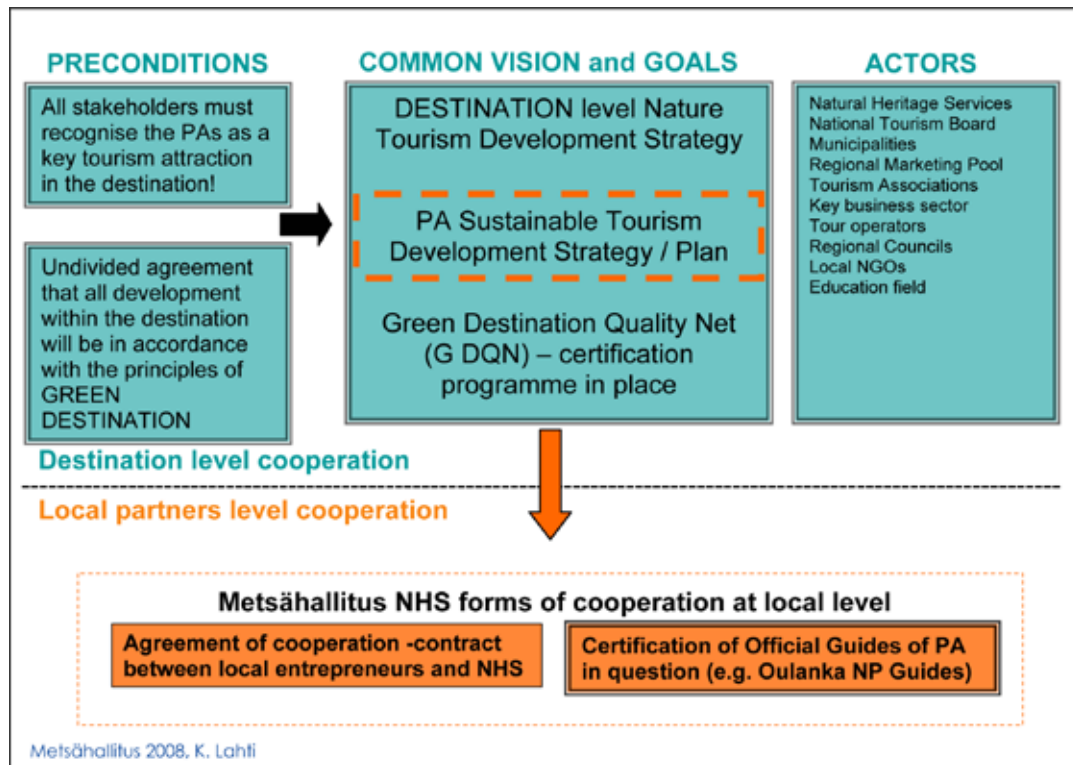 PRECONDITIONS
All stakeholders must
recognise the PAs as a
key tourism attraction
in the destination!
Undivided agreement
that all development
within the destination
will be in accordance
with the principles of
GREEN
DESTINATION
COMMON VISION and GOALS
DESTINATION level Nature
Tourism Development Strategy
PA Sustainable Tourism
Development Strategy / Plan
Green Destination Quality Net
(G DQN) – certification
programme in place
ACTORS
Natural Heritage Services
National Tourism Board
Municipalities
Regional Marketing Pool
Tourism Associations
Key business sector
Tour operators
Regional Councils
Local NGOs
Education field
Destination level cooperation
Local partners level cooperation
Metsähallitus NHS forms of cooperation at local level
Agreement of cooperation -contract
between local entrepreneurs and NHS
Certification of Official Guides of PA
in question (e.g. Oulanka NP Guides)
Metsähallitus 2008, K. Lahti